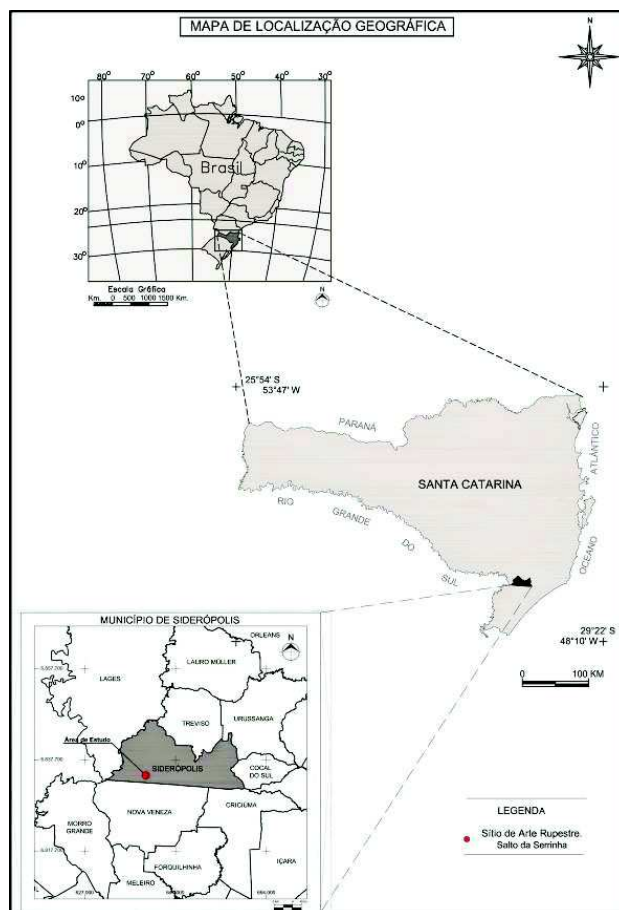 MAPA DE LOCALIZAÇÃO GEOGRÁFICA
N
80° 70° 60° 50° 40° 30°
10°
0°
10°
20°
30°
Brasil
60° 50° 40° 30°
Escala Gráfica
Km. 0 500 1000 1500 Km.
N
25°54' S
53°47' W
PARANÁ
SANTA CATARINA
RIO GRANDE DO SUL
OCEANO ATLÂNTICO
29°22' S
48°10' W
0 100 KM
MUNICÍPIO DE SIDERÓPOLIS
N
ORLEANS
LAURO MÜLLER
LAGES
TREVISO
URUSSANGA
Área de Estudo
SIDERÓPOLIS
COCAL
DO SUL
NOVA VENEZA
CRICIÚMA
MORRO
GRANDE
FORQUILHINHA
IÇARA
MELEIRO
LEGENDA
Sítio de Arte Rupestre
Salto da Serrinha